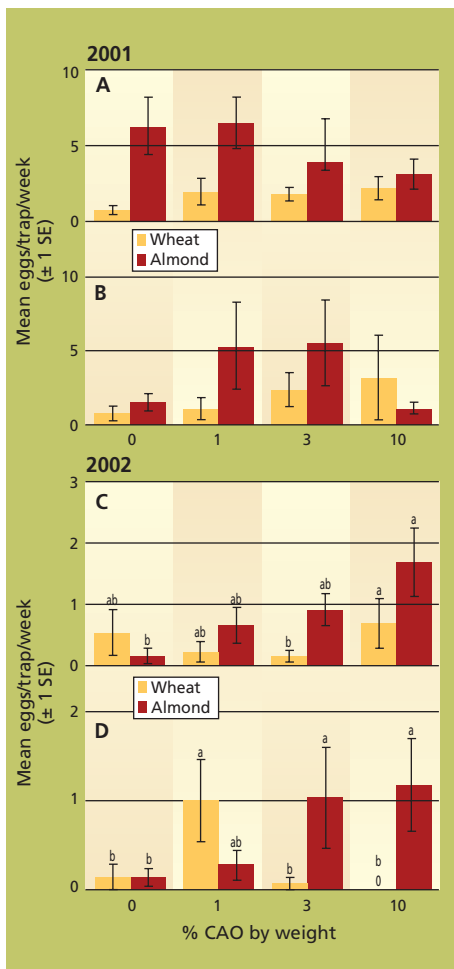 2001
A
10
5
0
Mean eggs/trap/week
(± 1 SE)
Wheat
Almond
B
10
5
0
0 1 3 10
2002
C
3
2
1
0
ab b ab ab b ab a a
Mean eggs/trap/week
(± 1 SE)
Wheat
Almond
D
2
1
0
b b a ab b a b 0 a
0 1 3 10
% CAO by weight